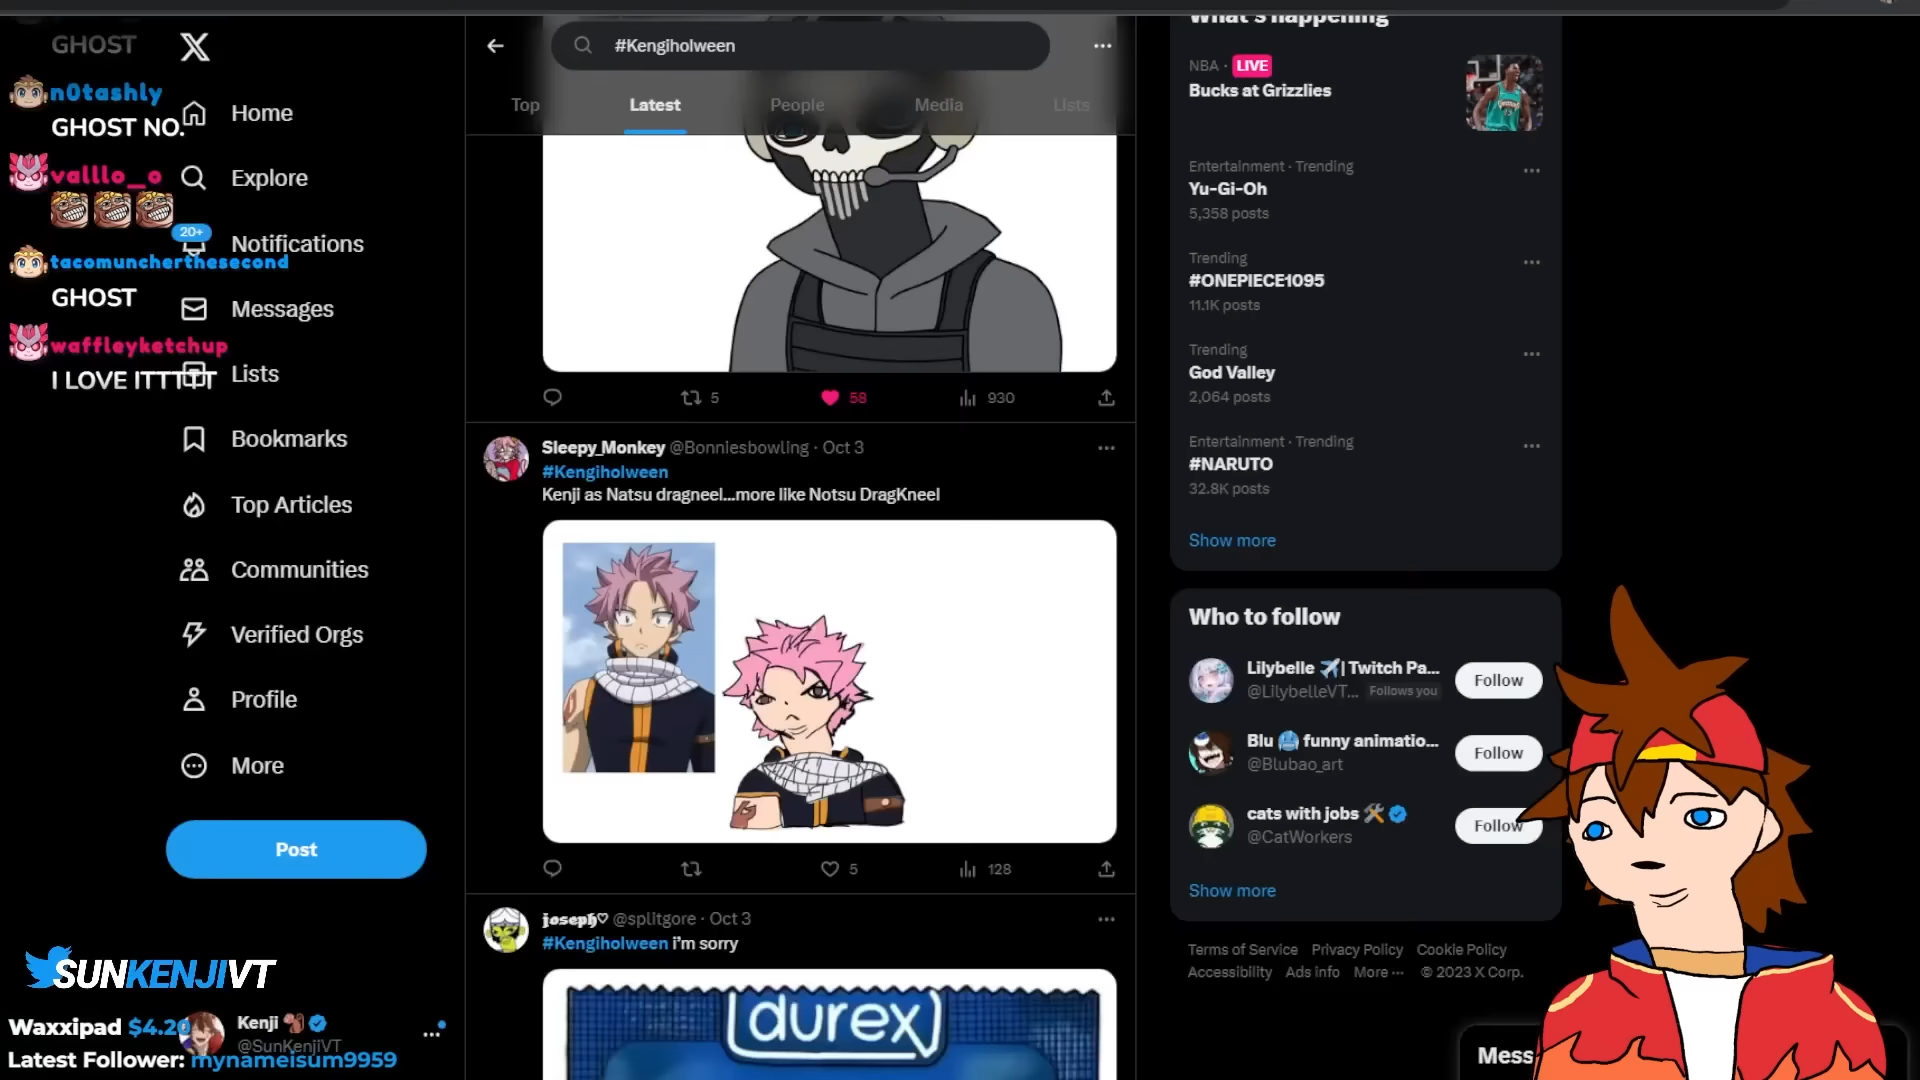 GHOST
n0tashly
GHOST NO.
valllo_o
20+
tacomuncherthesecond
GHOST
waffleyketchup
I LOVE ITTTTT
Home
Explore
Notifications
Messages
Lists
Bookmarks
Top Articles
Communities
Verified Orgs
Profile
More
Post
SUNKENJIVT
Waxxipad $4.20
Kenji
@SunKenjiVT
Latest Follower: mynameisum9959
#Kengiholween
Top
Latest
People
Media
Lists
5
58
930
Sleepy_Monkey @Bonniesbowling · Oct 3
#Kengiholween
Kenji as Natsu dragneel...more like Notsu DragKneel
5
128
joseph♡ @splitgore · Oct 3
#Kengiholween i'm sorry
durex
What's happening
NBA · LIVE
Bucks at Grizzlies
Entertainment · Trending
Yu-Gi-Oh
5,358 posts
Trending
#ONEPIECE1095
11.1K posts
Trending
God Valley
2,064 posts
Entertainment · Trending
#NARUTO
32.8K posts
Show more
Who to follow
Lilybelle ✈️| Twitch Pa...
@LilybelleVT... Follows you
Follow
Blu 🥶 funny animatio...
@Blubao_art
Follow
cats with jobs 🛠️
@CatWorkers
Follow
Show more
Terms of Service Privacy Policy Cookie Policy
Accessibility Ads info More ··· © 2023 X Corp.
Mess